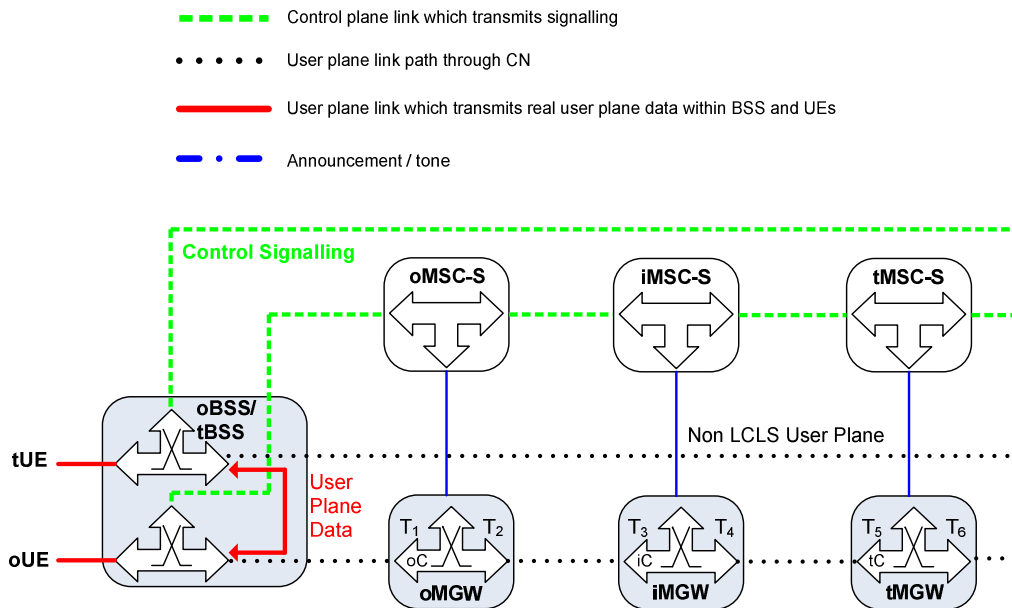 Control plane link which transmits signalling
User plane link path through CN
User plane link which transmits real user plane data within BSS and UEs
Announcement / tone
Control Signalling
oMSC-S
iMSC-S
tMSC-S
oBSS/
tBSS
Non LCLS User Plane
tUE
User
Plane
Data
T1 T2
T3 T4
T5 T6
oUE
oC
iC
tC
oMGW
iMGW
tMGW